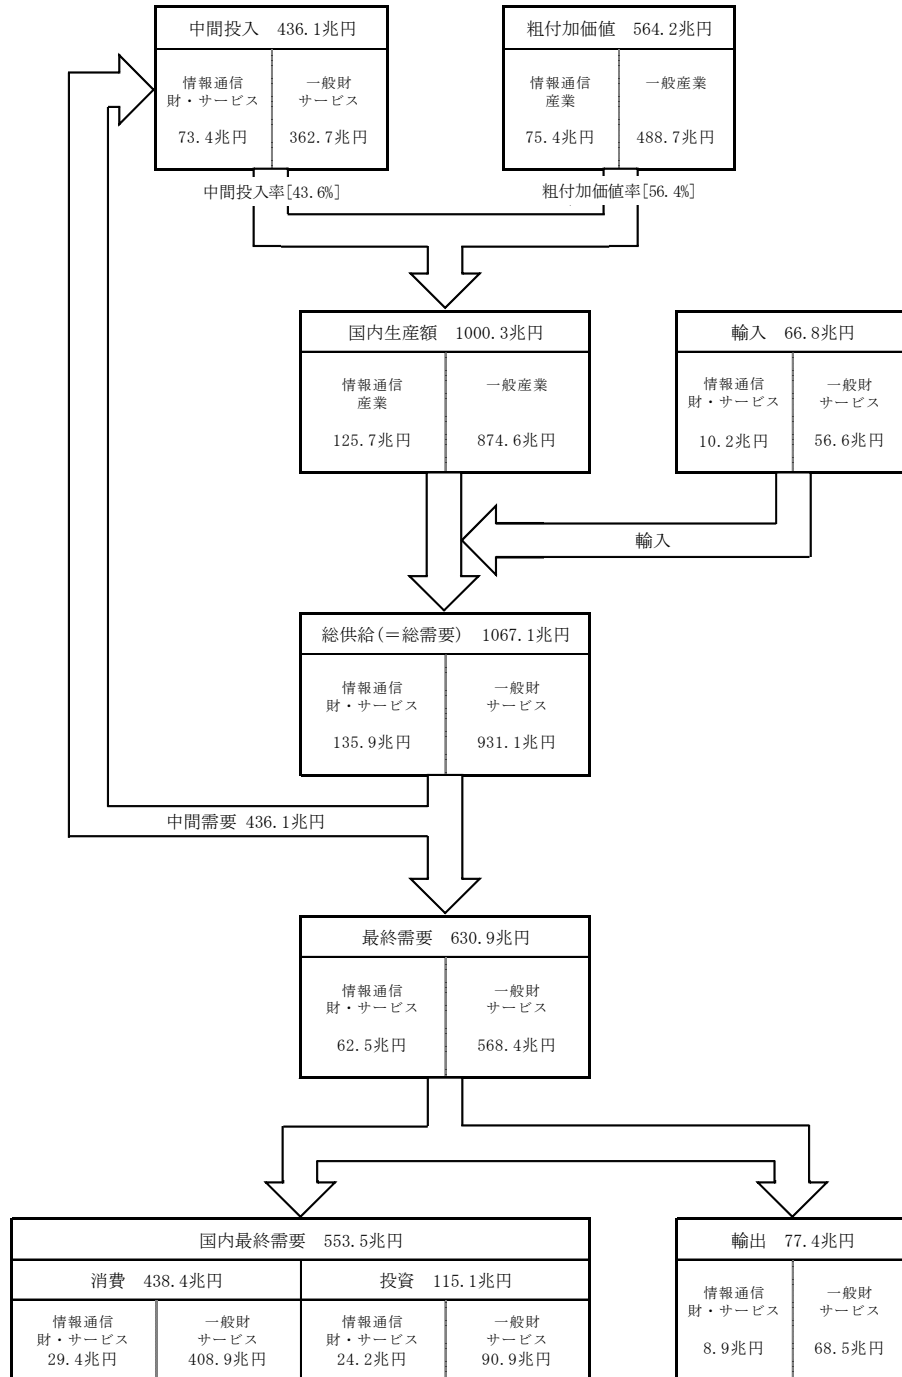 中間投入　436.1兆円
情報通信
財・サービス
73.4兆円
一般財
サービス
362.7兆円
粗付加価値　564.2兆円
情報通信
産業
75.4兆円
一般産業
488.7兆円
中間投入率[43.6%]
粗付加価値率[56.4%]
国内生産額　1000.3兆円
情報通信
産業
125.7兆円
一般産業
874.6兆円
輸入　66.8兆円
情報通信
財・サービス
10.2兆円
一般財
サービス
56.6兆円
輸入
総供給(＝総需要)　1067.1兆円
情報通信
財・サービス
135.9兆円
一般財
サービス
931.1兆円
中間需要 436.1兆円
最終需要　630.9兆円
情報通信
財・サービス
62.5兆円
一般財
サービス
568.4兆円
国内最終需要　553.5兆円
消費　438.4兆円
情報通信
財・サービス
29.4兆円
一般財
サービス
408.9兆円
投資　115.1兆円
情報通信
財・サービス
24.2兆円
一般財
サービス
90.9兆円
輸出　77.4兆円
情報通信
財・サービス
8.9兆円
一般財
サービス
68.5兆円